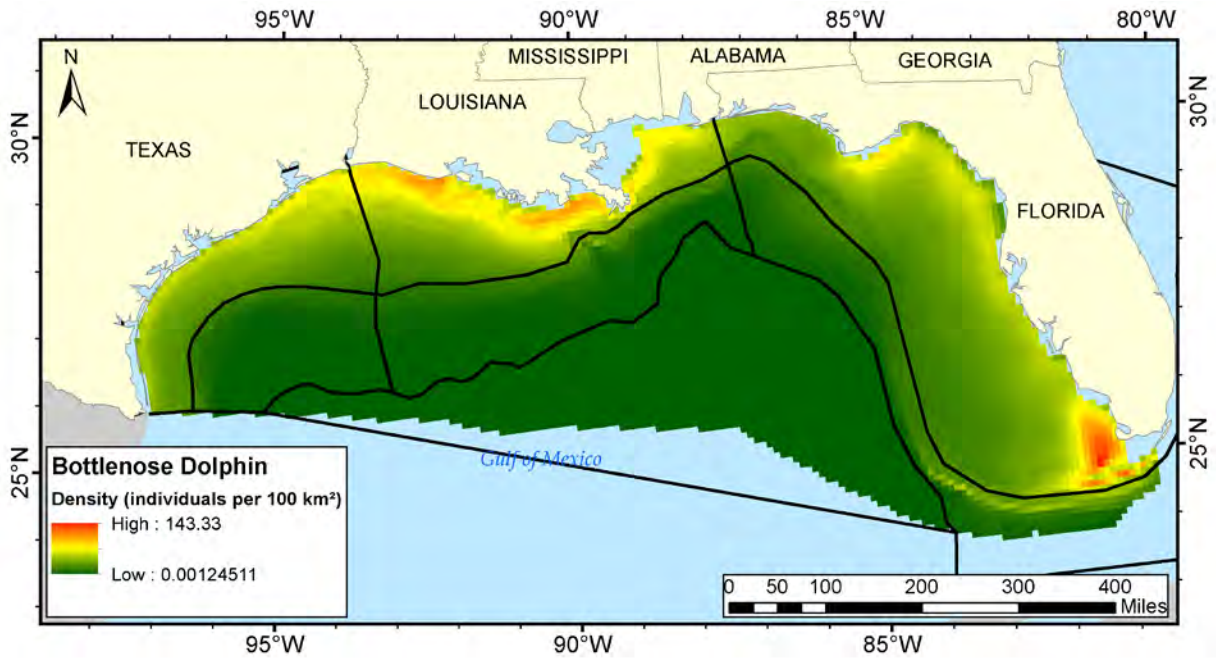 95°W 90°W 85°W 80°W
N
MISSISSIPPI ALABAMA GEORGIA
LOUISIANA
TEXAS
30°N 30°N
FLORIDA
25°N 25°N
Gulf of Mexico
Bottlenose Dolphin
Density (individuals per 100 km²)
High : 143.33
Low : 0.00124511
0 50 100 200 300 400
Miles
95°W 90°W 85°W 80°W